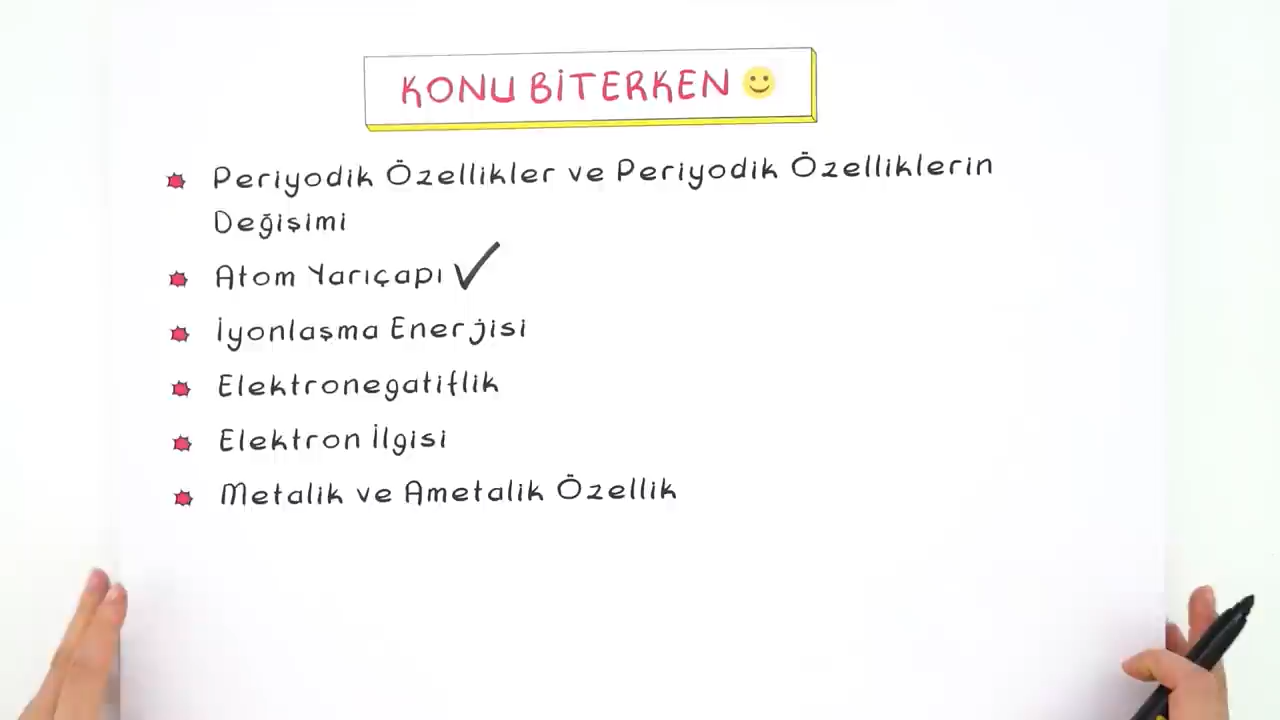 KONU BİTERKEN
Periyodik Özellikler ve Periyodik Özelliklerin
Değişimi
Atom Yarıçapı
İyonlaşma Enerjisi
Elektronegatiflik
Elektron İlgisi
Metalik ve Ametalik Özellik